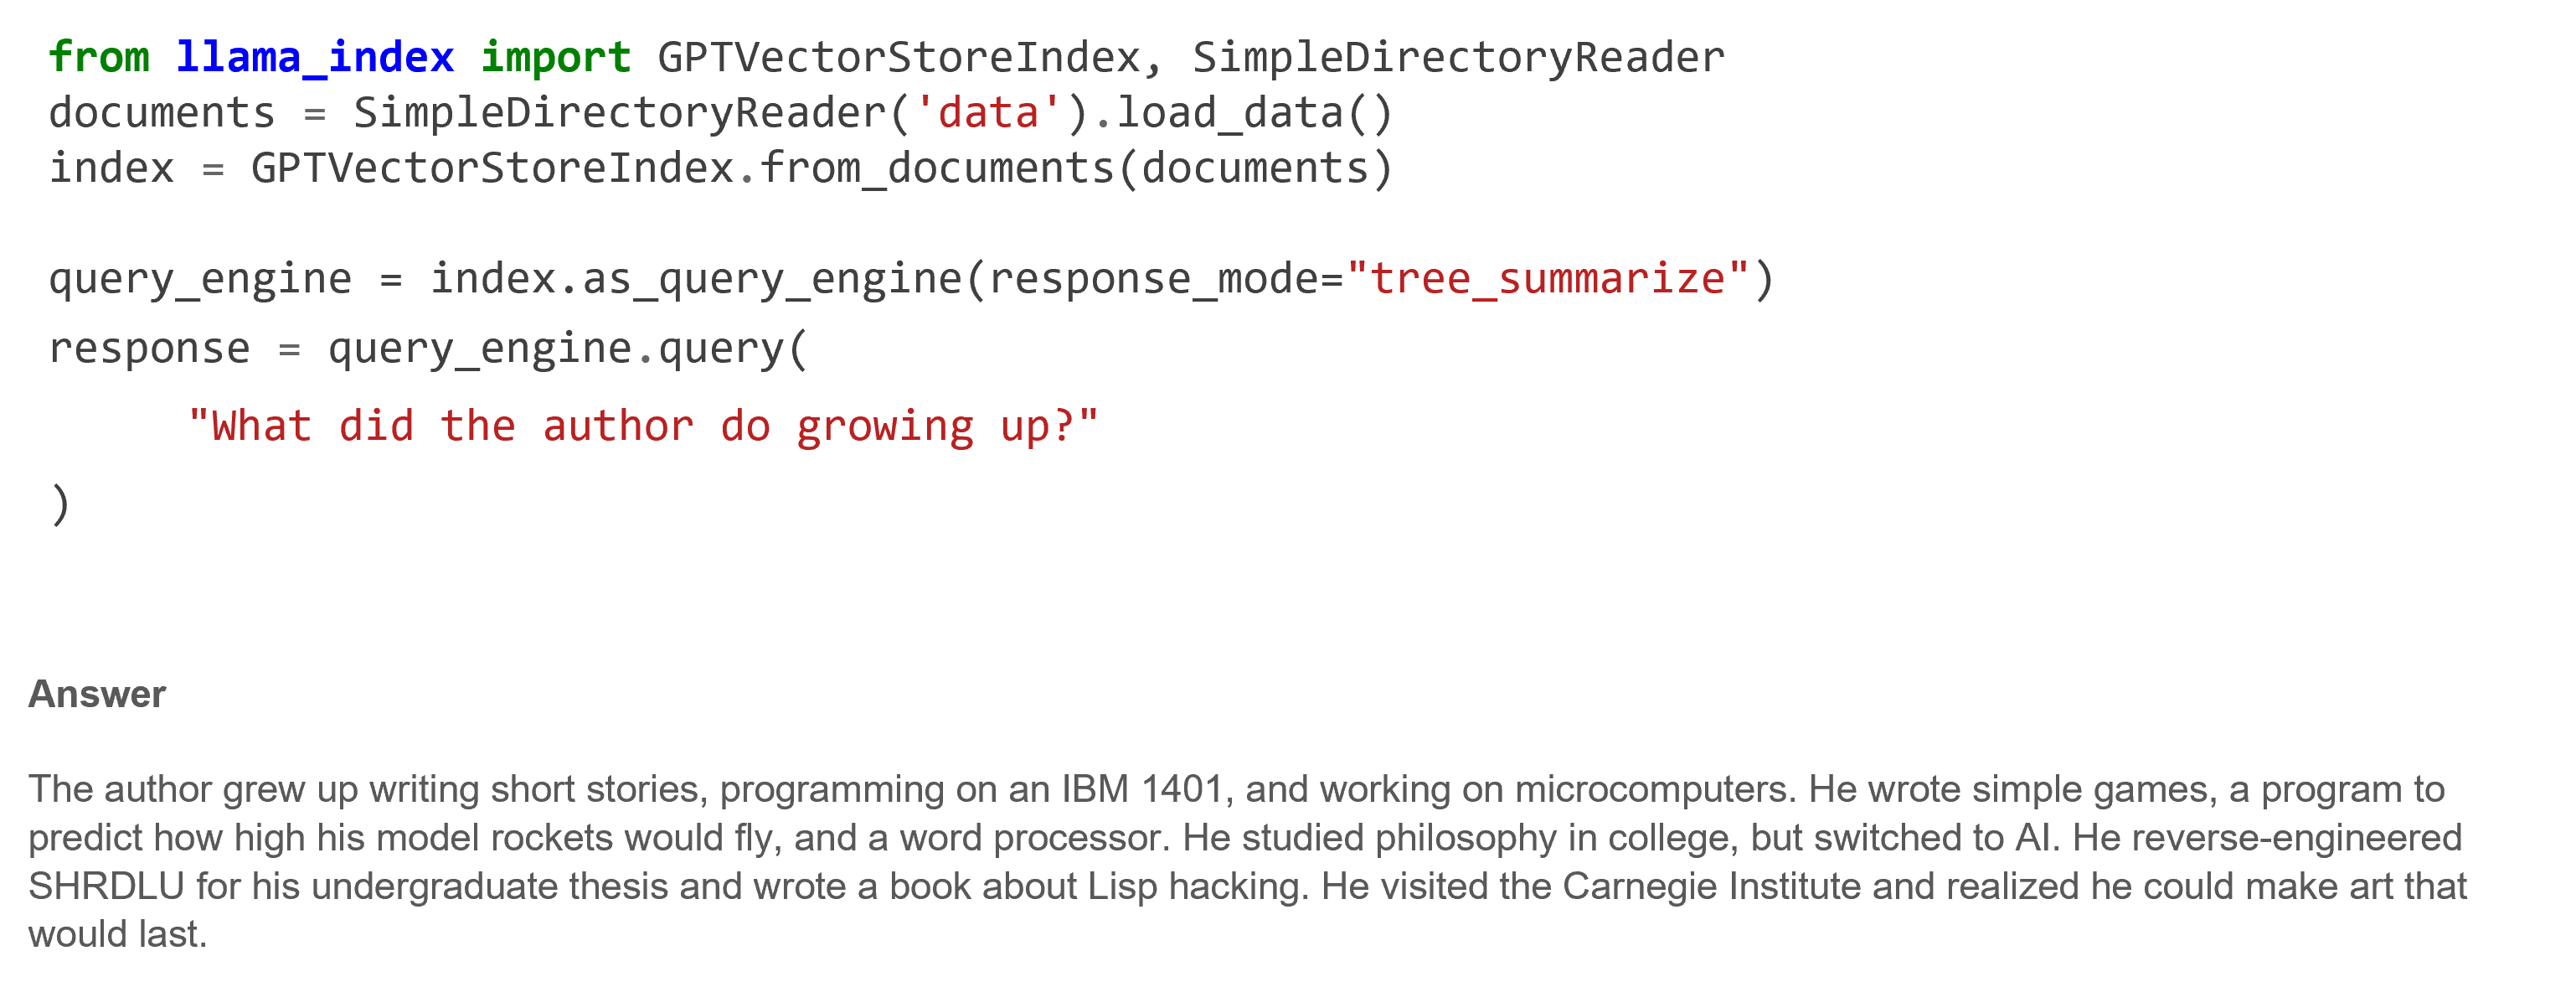 from llama_index import GPTVectorStoreIndex, SimpleDirectoryReader
documents = SimpleDirectoryReader('data').load_data()
index = GPTVectorStoreIndex.from_documents(documents)
query_engine = index.as_query_engine(response_mode="tree_summarize")
response = query_engine.query(
"What did the author do growing up?"
)
Answer
The author grew up writing short stories, programming on an IBM 1401, and working on microcomputers. He wrote simple games, a program to
predict how high his model rockets would fly, and a word processor. He studied philosophy in college, but switched to AI. He reverse-engineered
SHRDLU for his undergraduate thesis and wrote a book about Lisp hacking. He visited the Carnegie Institute and realized he could make art that
would last.